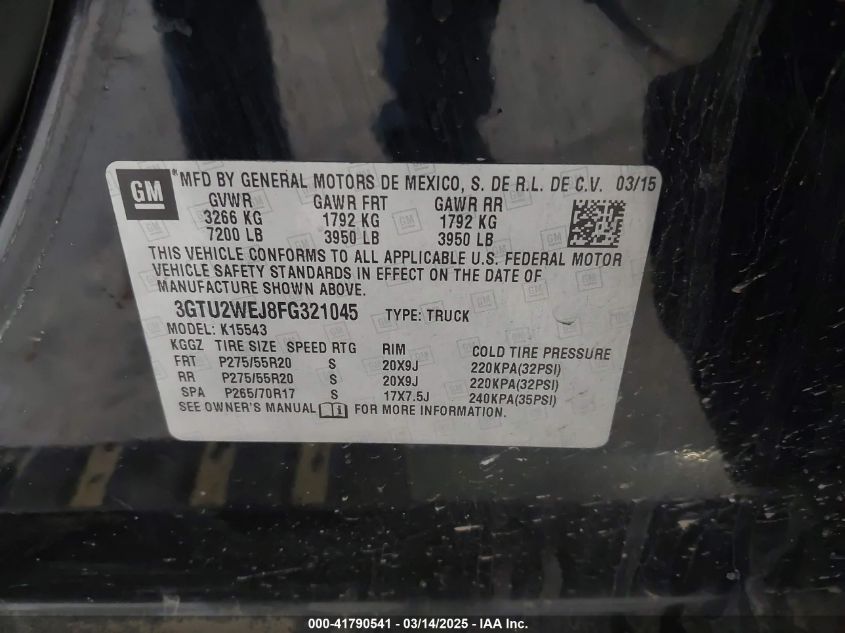 GM
*MFD BY GENERAL MOTORS DE MEXICO, S. DE R.L. DE C.V. 03/15
GVWR GAWR FRT GAWR RR
3266 KG 1792 KG 1792 KG
7200 LB 3950 LB 3950 LB
THIS VEHICLE CONFORMS TO ALL APPLICABLE U.S. FEDERAL MOTOR
VEHICLE SAFETY STANDARDS IN EFFECT ON THE DATE OF
MANUFACTURE SHOWN ABOVE.
3GTU2WEJ8FG321045 TYPE: TRUCK
MODEL: K15543
KGGZ TIRE SIZE SPEED RTG RIM COLD TIRE PRESSURE
FRT P275/55R20 S 20X9J 220KPA(32PSI)
RR P275/55R20 S 20X9J 220KPA(32PSI)
SPA P265/70R17 S 17X7.5J 240KPA(35PSI)
SEE OWNER'S MANUAL FOR MORE INFORMATION.
000-41790541 — 03/14/2025 — IAA Inc.